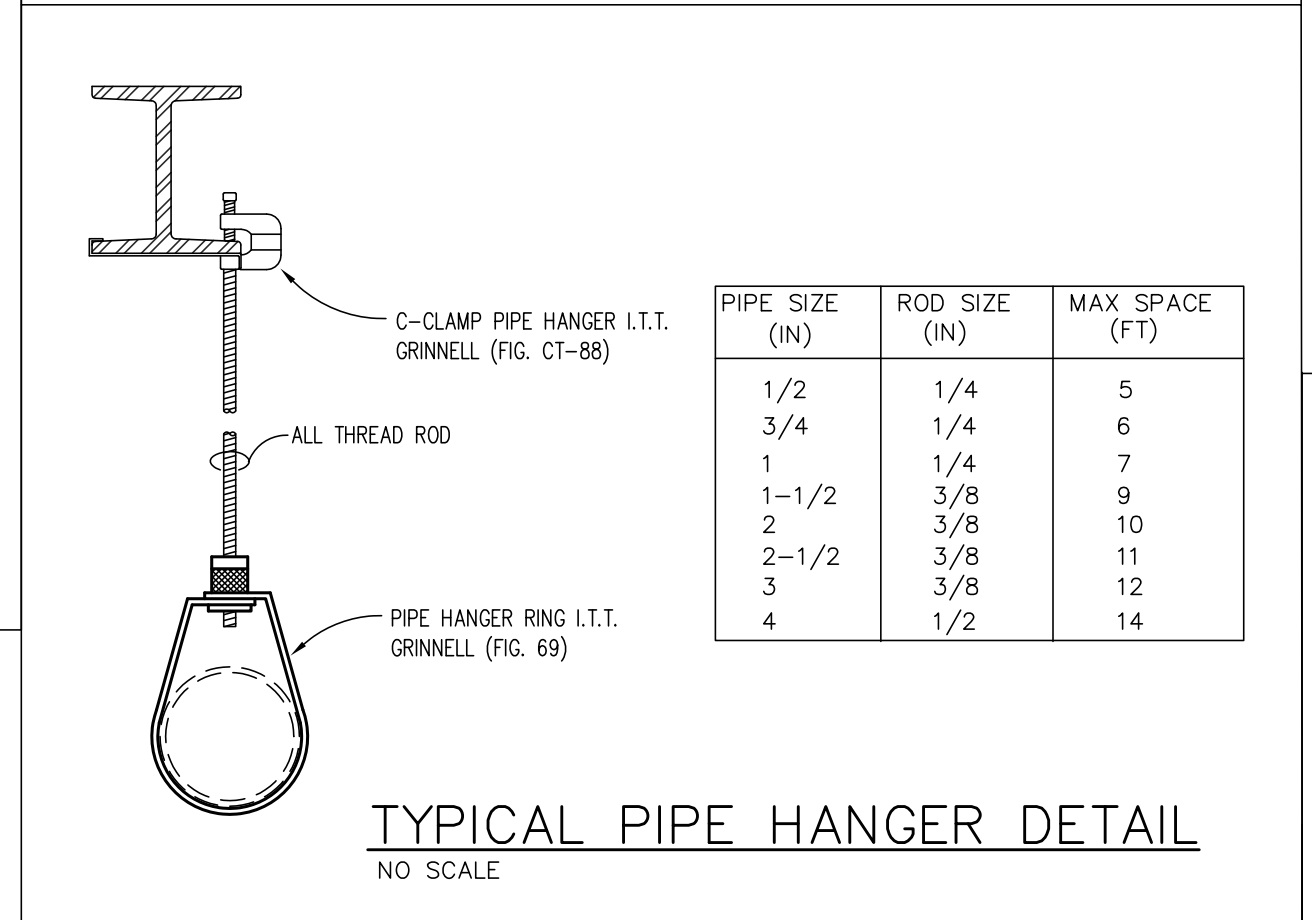 C-CLAMP PIPE HANGER I.T.T.
GRINNELL (FIG. CT-88)
ALL THREAD ROD
PIPE HANGER RING I.T.T.
GRINNELL (FIG. 69)
PIPE SIZE ROD SIZE MAX SPACE
(IN) (IN) (FT)
1/2 1/4 5
3/4 1/4 6
1 1/4 7
1-1/2 3/8 9
2 3/8 10
2-1/2 3/8 11
3 3/8 12
4 1/2 14
TYPICAL PIPE HANGER DETAIL
NO SCALE